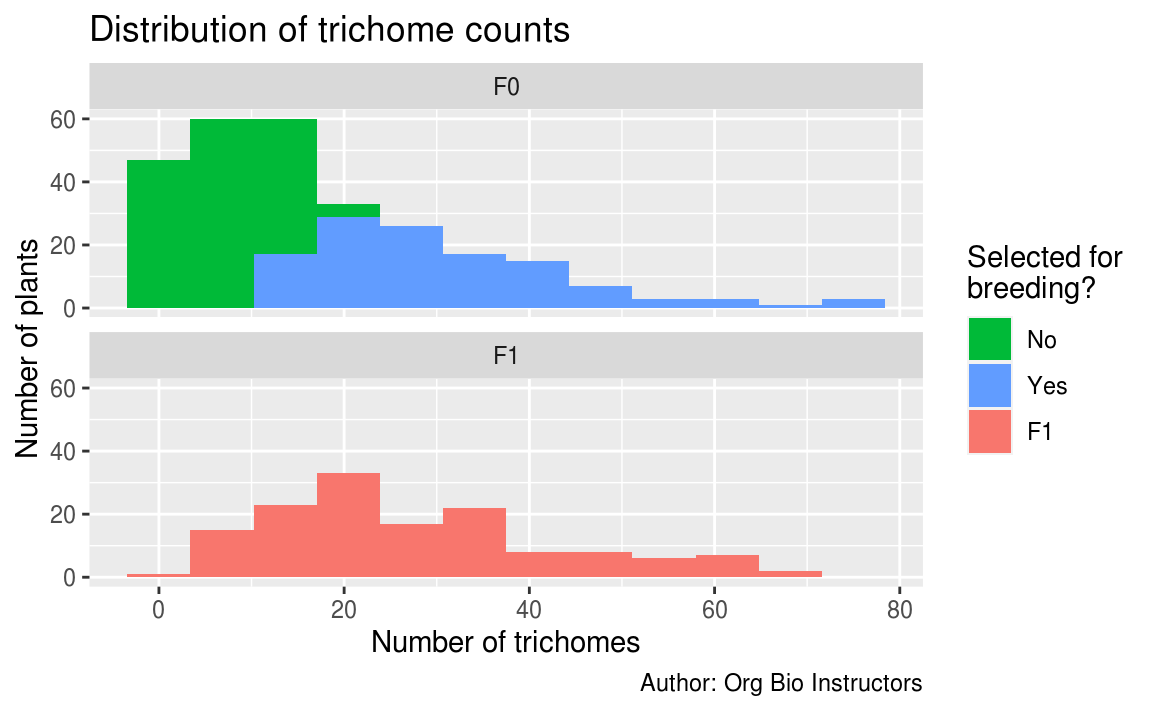 Distribution of trichome counts
F0
60
40
20
0
F1
60
40
20
0
Number of plants
0 20 40 60 80
Number of trichomes
Author: Org Bio Instructors
Selected for
breeding?
No
Yes
F1